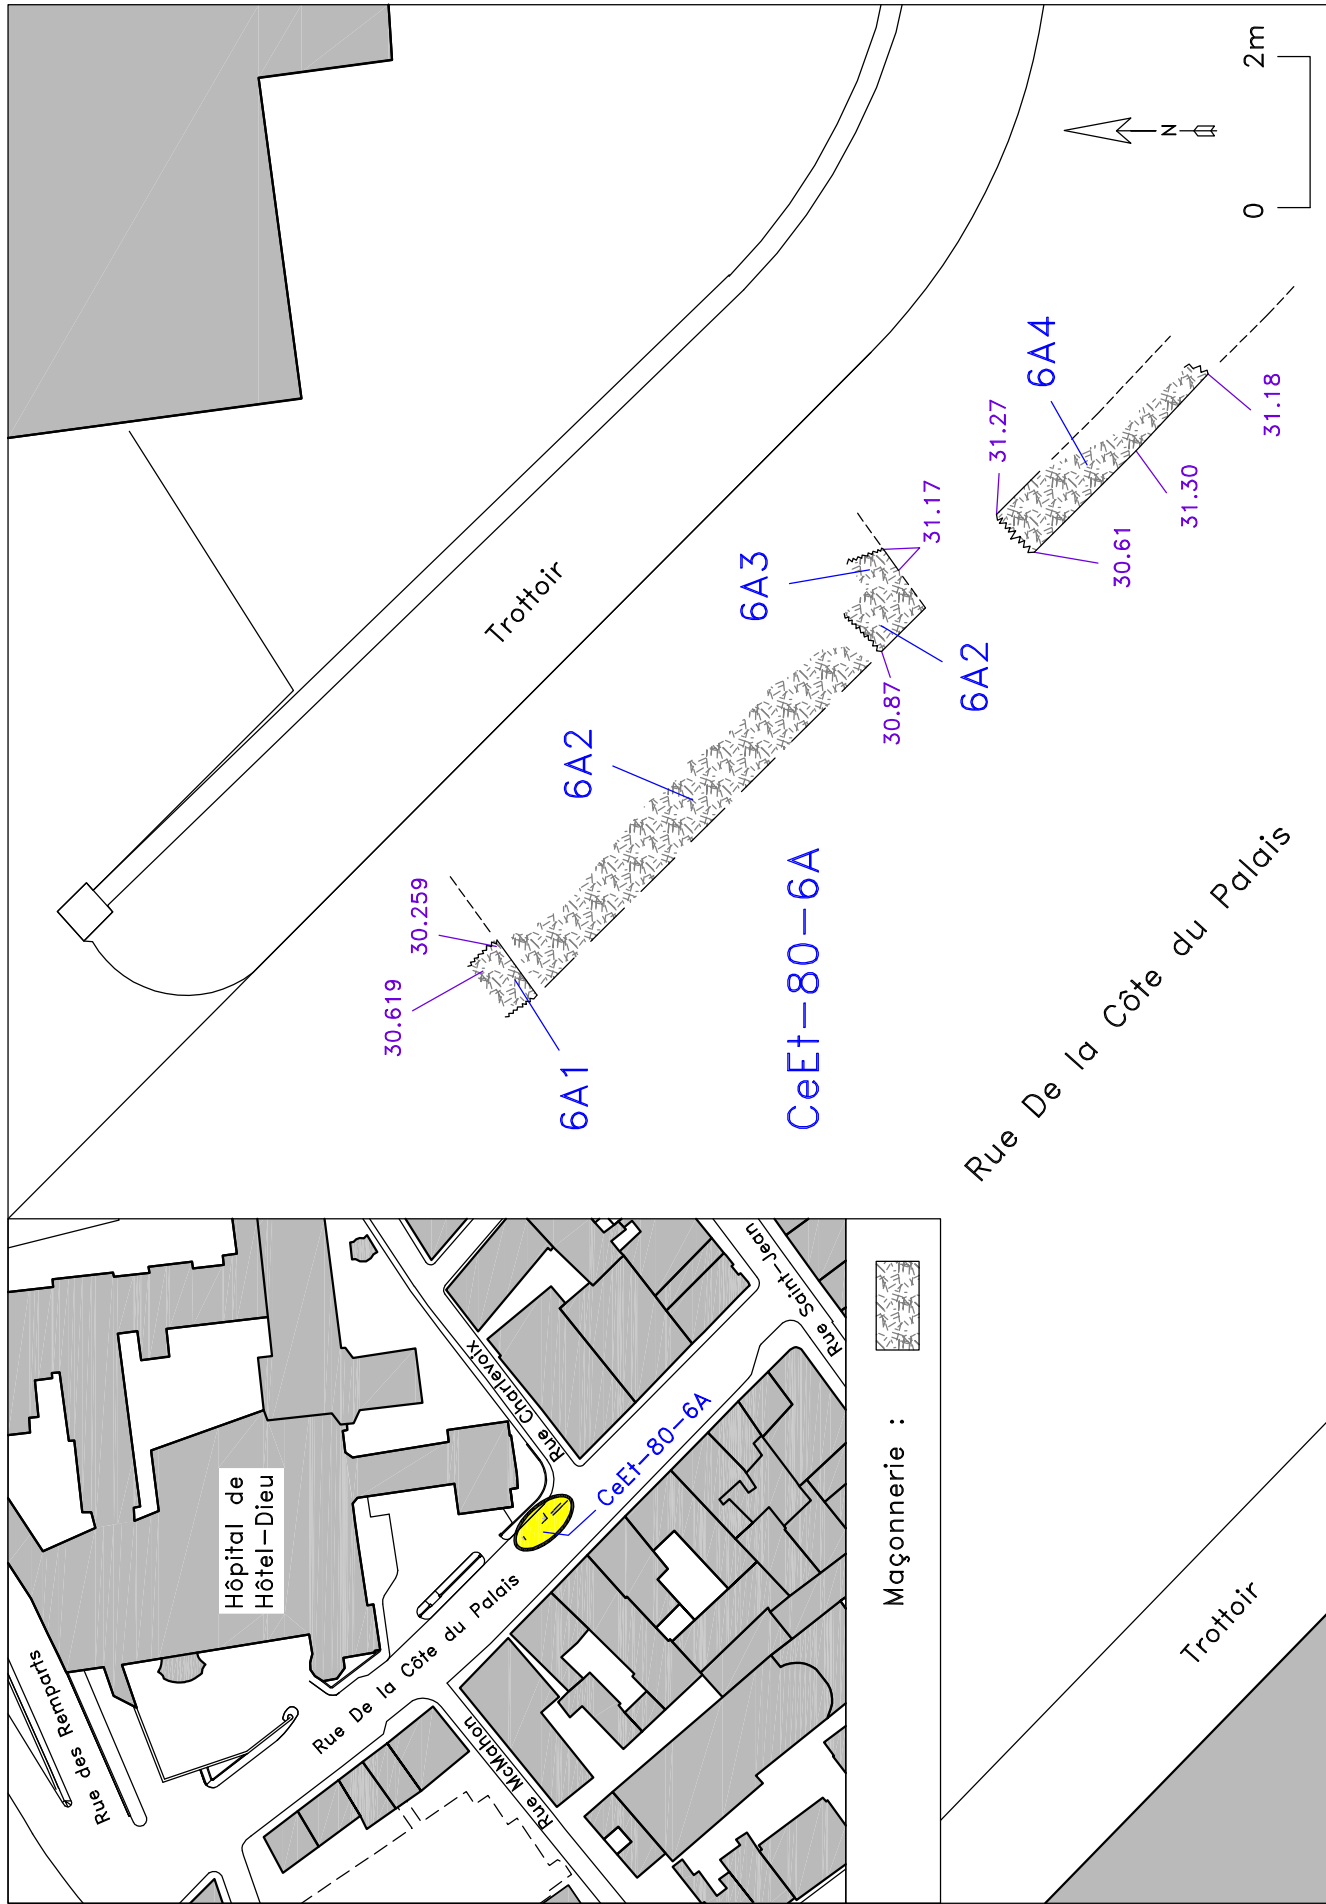 Hôpital de
Hôtel-Dieu
Rue des Remparts
Rue De la Côte du Palais
Rue McMahon
Rue Charlevoix
Rue Saint-Jean
CeEt-80-6A
Maçonnerie :
Trottoir
30.619
30.259
6A1
6A2
6A3
31.17
30.87
6A2
31.27
6A4
30.61
31.30
31.18
CeEt-80-6A
Rue De la Côte du Palais
Trottoir
N
0
2m